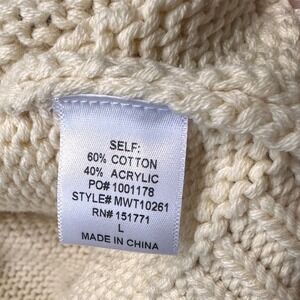 SELF:
60% COTTON
40% ACRYLIC
PO# 1001178
STYLE# MWT10261
RN# 151771
L
MADE IN CHINA